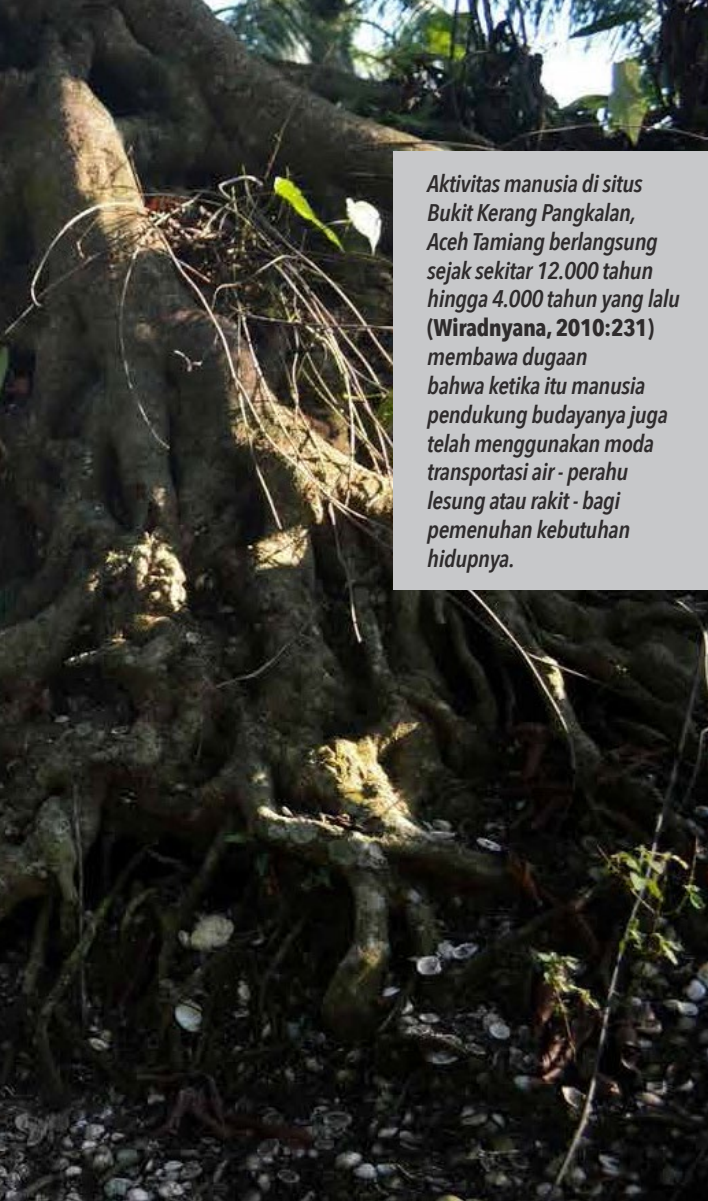 Aktivitas manusia di situs
Bukit Kerang Pangkalan,
Aceh Tamiang berlangsung
sejak sekitar 12.000 tahun
hingga 4.000 tahun yang lalu
(Wiradnyana, 2010:231)
membawa dugaan
bahwa ketika itu manusia
pendukung budayanya juga
telah menggunakan moda
transportasi air - perahu
lesung atau rakit - bagi
pemenuhan kebutuhan
hidupnya.